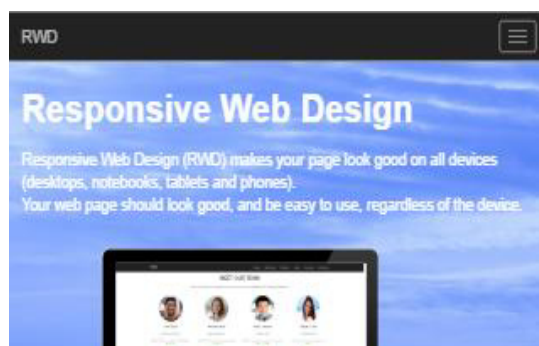 RWD
Responsive Web Design
Responsive Web Design (RWD) makes your page look good on all devices
(desktops, notebooks, tablets and phones).
Your web page should look good, and be easy to use, regardless of the device.
MEET OUR TEAM